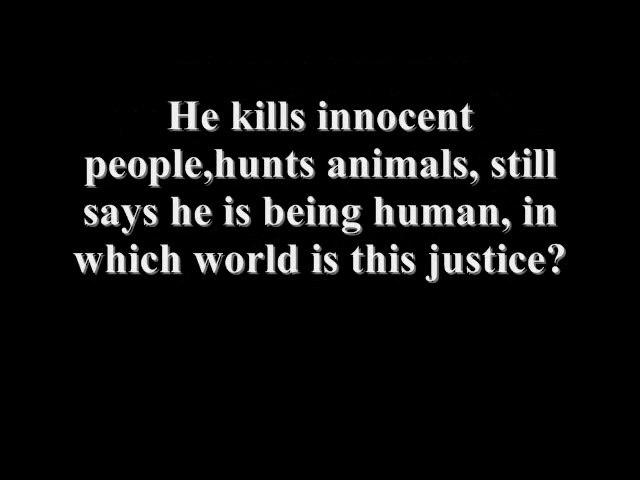 He kills innocent
people,hunts animals, still
says he is being human, in
which world is this justice?